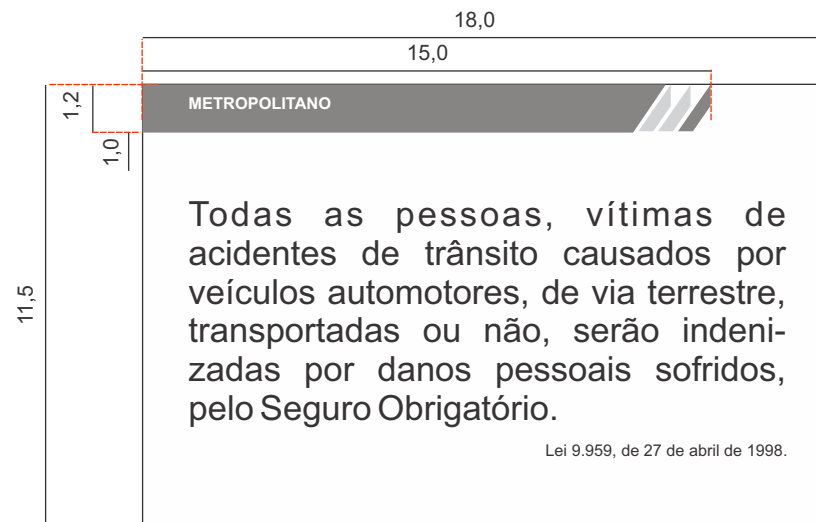 18,0
15,0
1,2
METROPOLITANO
1,0
Todas as pessoas, vítimas de
acidentes de trânsito causados por
veículos automotores, de via terrestre,
transportadas ou não, serão indeni-
zadas por danos pessoais sofridos,
pelo Seguro Obrigatório.
11,5
Lei 9.959, de 27 de abril de 1998.